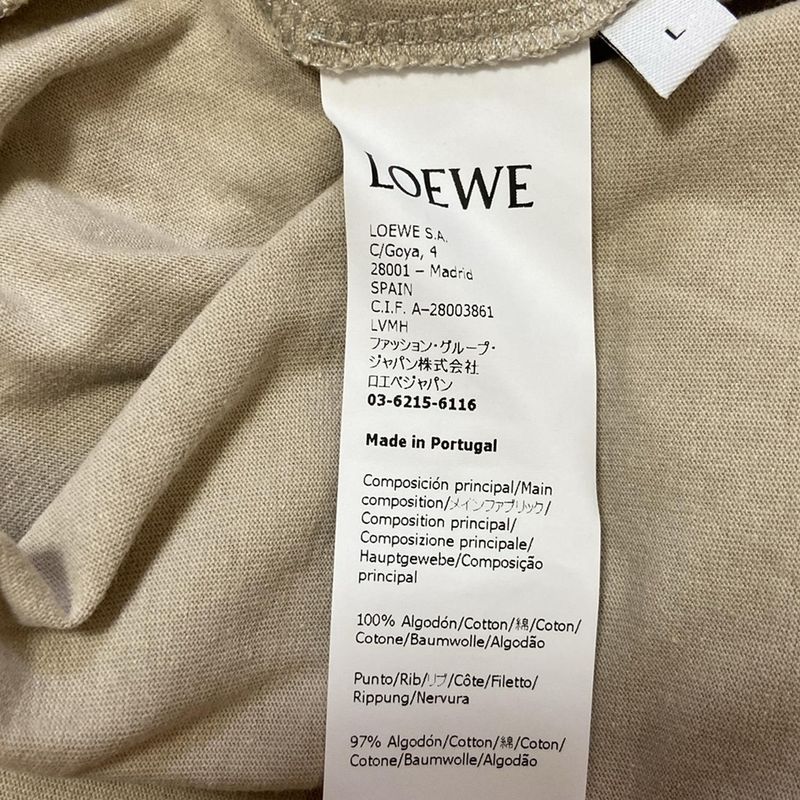 L
LOEWE
LOEWE S.A.
C/Goya, 4
28001 – Madrid
SPAIN
C.I.F. A–28003861
LVMH
ファッション・グループ・
ジャパン株式会社
ロエベジャパン
03-6215-6116
Made in Portugal
Composición principal/Main
composition/メインファブリック/
Composition principal/
Composizione principale/
Hauptgewebe/Composição
principal
100% Algodón/Cotton/綿/Coton/
Cotone/Baumwolle/Algodão
Punto/Rib/リブ/Côte/Filetto/
Rippung/Nervura
97% Algodón/Cotton/綿/Coton/
Cotone/Baumwolle/Algodão